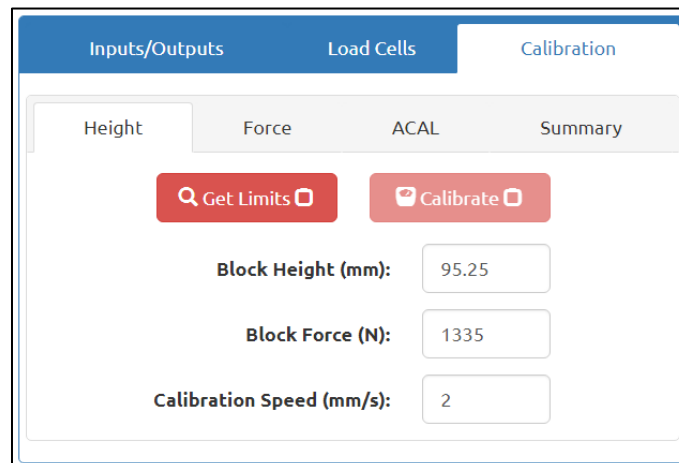 Inputs/Outputs Load Cells Calibration
Height Force ACAL Summary
Get Limits Calibrate
Block Height (mm): 95.25
Block Force (N): 1335
Calibration Speed (mm/s): 2